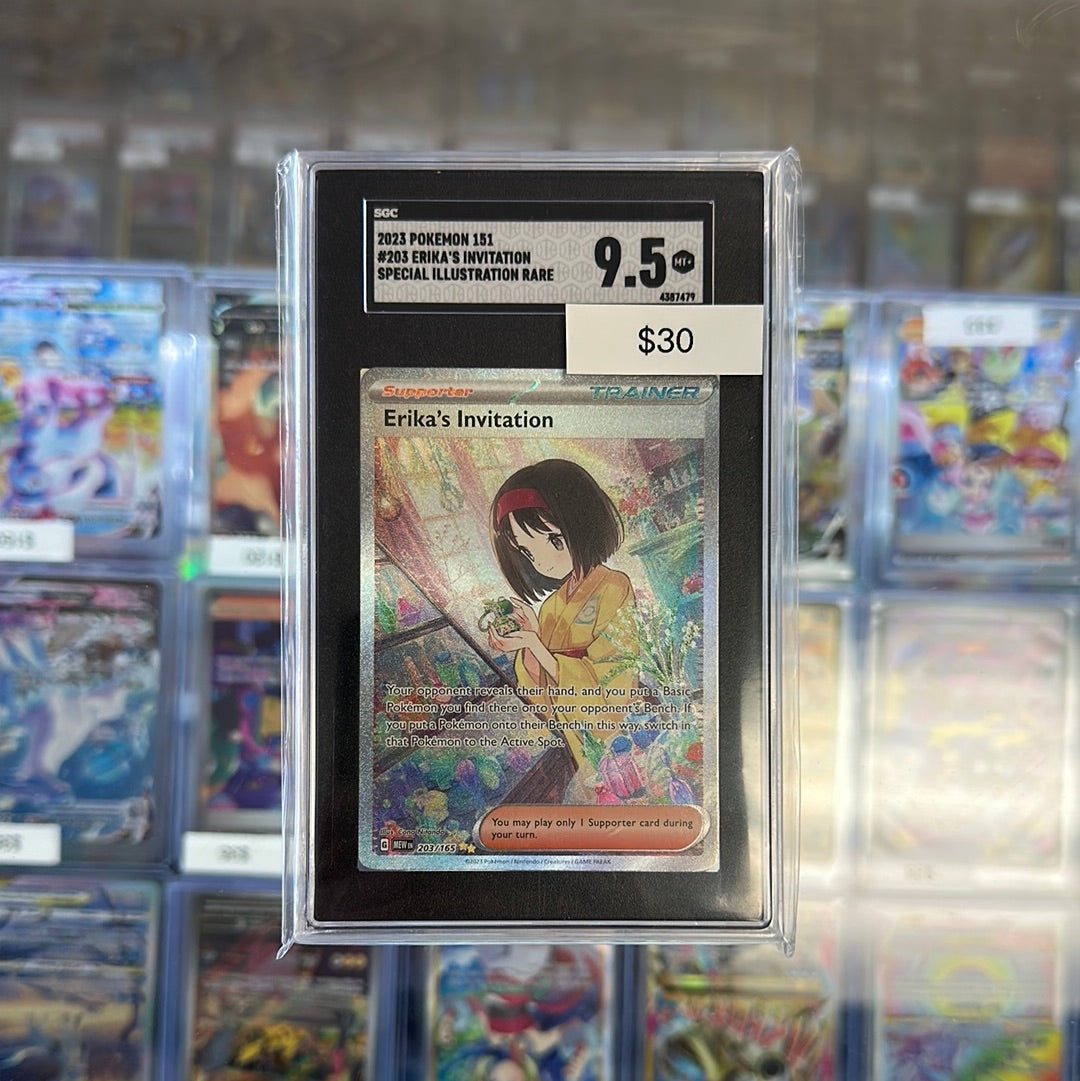 SGC
2023 POKEMON 151
#203 ERIKA'S INVITATION
SPECIAL ILLUSTRATION RARE
9.5
MT+
4387479
$30
Supporter
TRAINER
Erika's Invitation
Your opponent reveals their hand, and you put a Basic
Pokémon you find there onto your opponent's Bench. If
you put a Pokémon onto their Bench in this way, switch in
that Pokémon to the Active Spot.
You may play only 1 Supporter card during
your turn.
Illus.
G MEW EN 203/165
©2023 Pokémon / Nintendo / Creatures / GAME FREAK